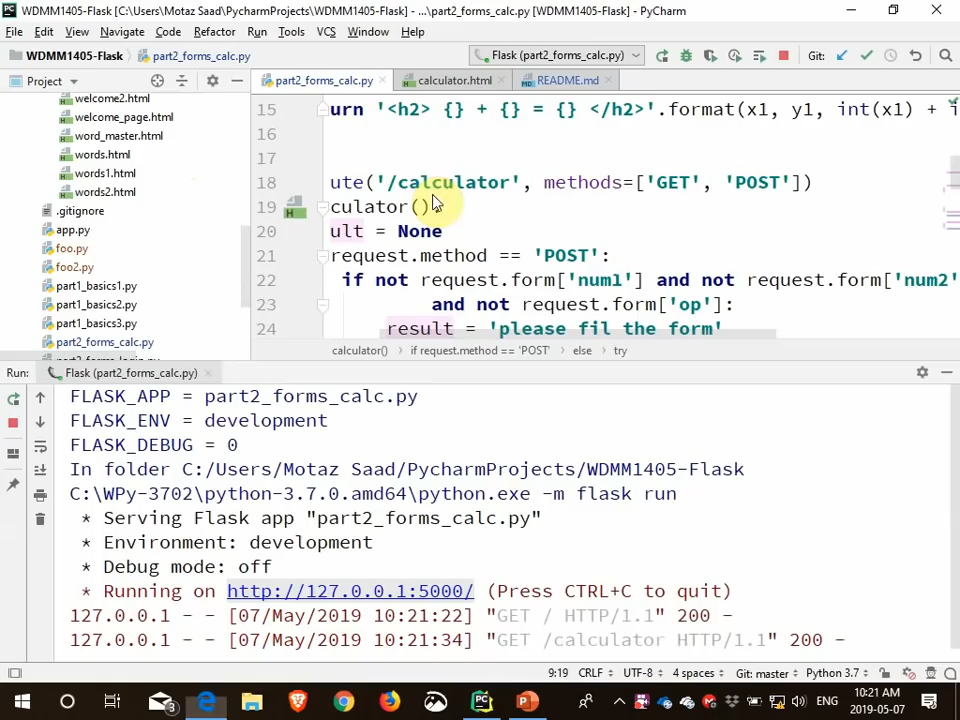 WDMM1405-Flask [C:\Users\Motaz Saad\PycharmProjects\WDMM1405-Flask] - ...\part2_forms_calc.py [WDMM1405-Flask] - PyCharm
File Edit View Navigate Code Refactor Run Tools VCS Window Help
WDMM1405-Flask part2_forms_calc.py Flask (part2_forms_calc.py) Git:
Project part2_forms_calc.py calculator.html README.md
welcome2.html
welcome_page.html
word_master.html
words.html
words1.html
words2.html
.gitignore
app.py
foo.py
foo2.py
part1_basics1.py
part1_basics2.py
part1_basics3.py
part2_forms_calc.py
part2_forms_login.py
15 urn '<h2> {} + {} = {} </h2>'.format(x1, y1, int(x1) + i
16
17
18 ute('/calculator', methods=['GET', 'POST'])
19 culator()
20 ult = None
21 request.method == 'POST':
22 if not request.form['num1'] and not request.form['num2'
23 and not request.form['op']:
24 result = 'please fil the form'
calculator() if request.method == 'POST' else try
Run: Flask (part2_forms_calc.py)
FLASK_APP = part2_forms_calc.py
FLASK_ENV = development
FLASK_DEBUG = 0
In folder C:/Users/Motaz Saad/PycharmProjects/WDMM1405-Flask
C:\WPy-3702\python-3.7.0.amd64\python.exe -m flask run
* Serving Flask app "part2_forms_calc.py"
* Environment: development
* Debug mode: off
* Running on http://127.0.0.1:5000/ (Press CTRL+C to quit)
127.0.0.1 - - [07/May/2019 10:21:22] "GET / HTTP/1.1" 200 -
127.0.0.1 - - [07/May/2019 10:21:34] "GET /calculator HTTP/1.1" 200 -
9:19 CRLF UTF-8 4 spaces Git: master Python 3.7
3 ENG 10:21 AM
2019-05-07